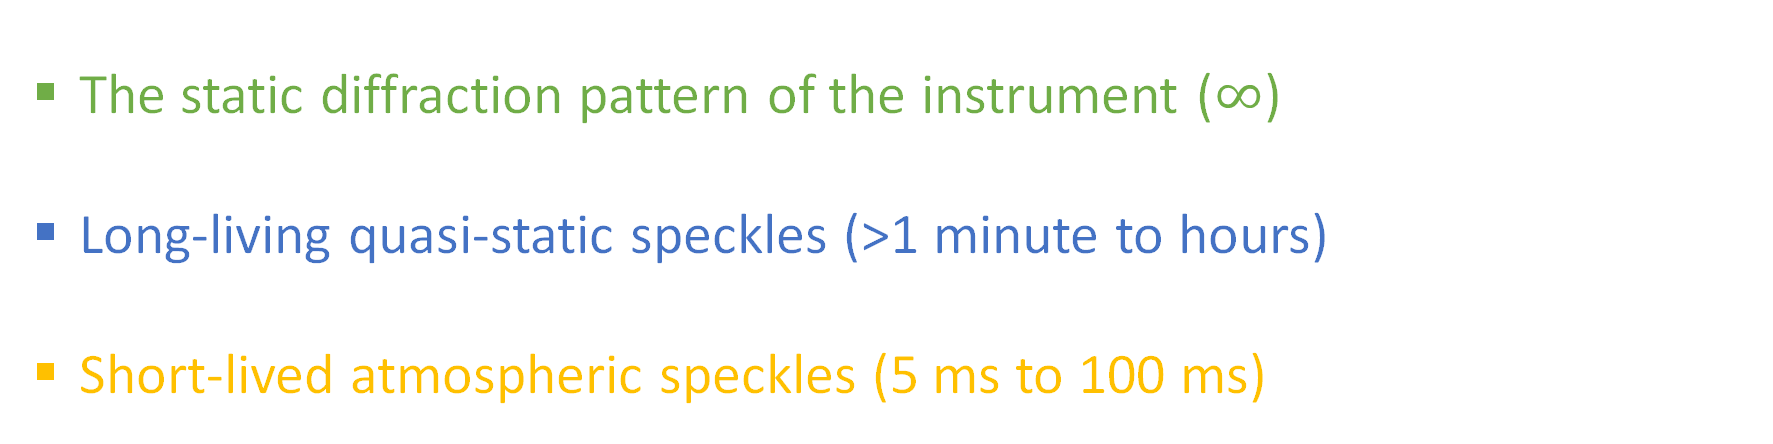 ▪ The static diffraction pattern of the instrument (∞)
▪ Long-living quasi-static speckles (>1 minute to hours)
▪ Short-lived atmospheric speckles (5 ms to 100 ms)